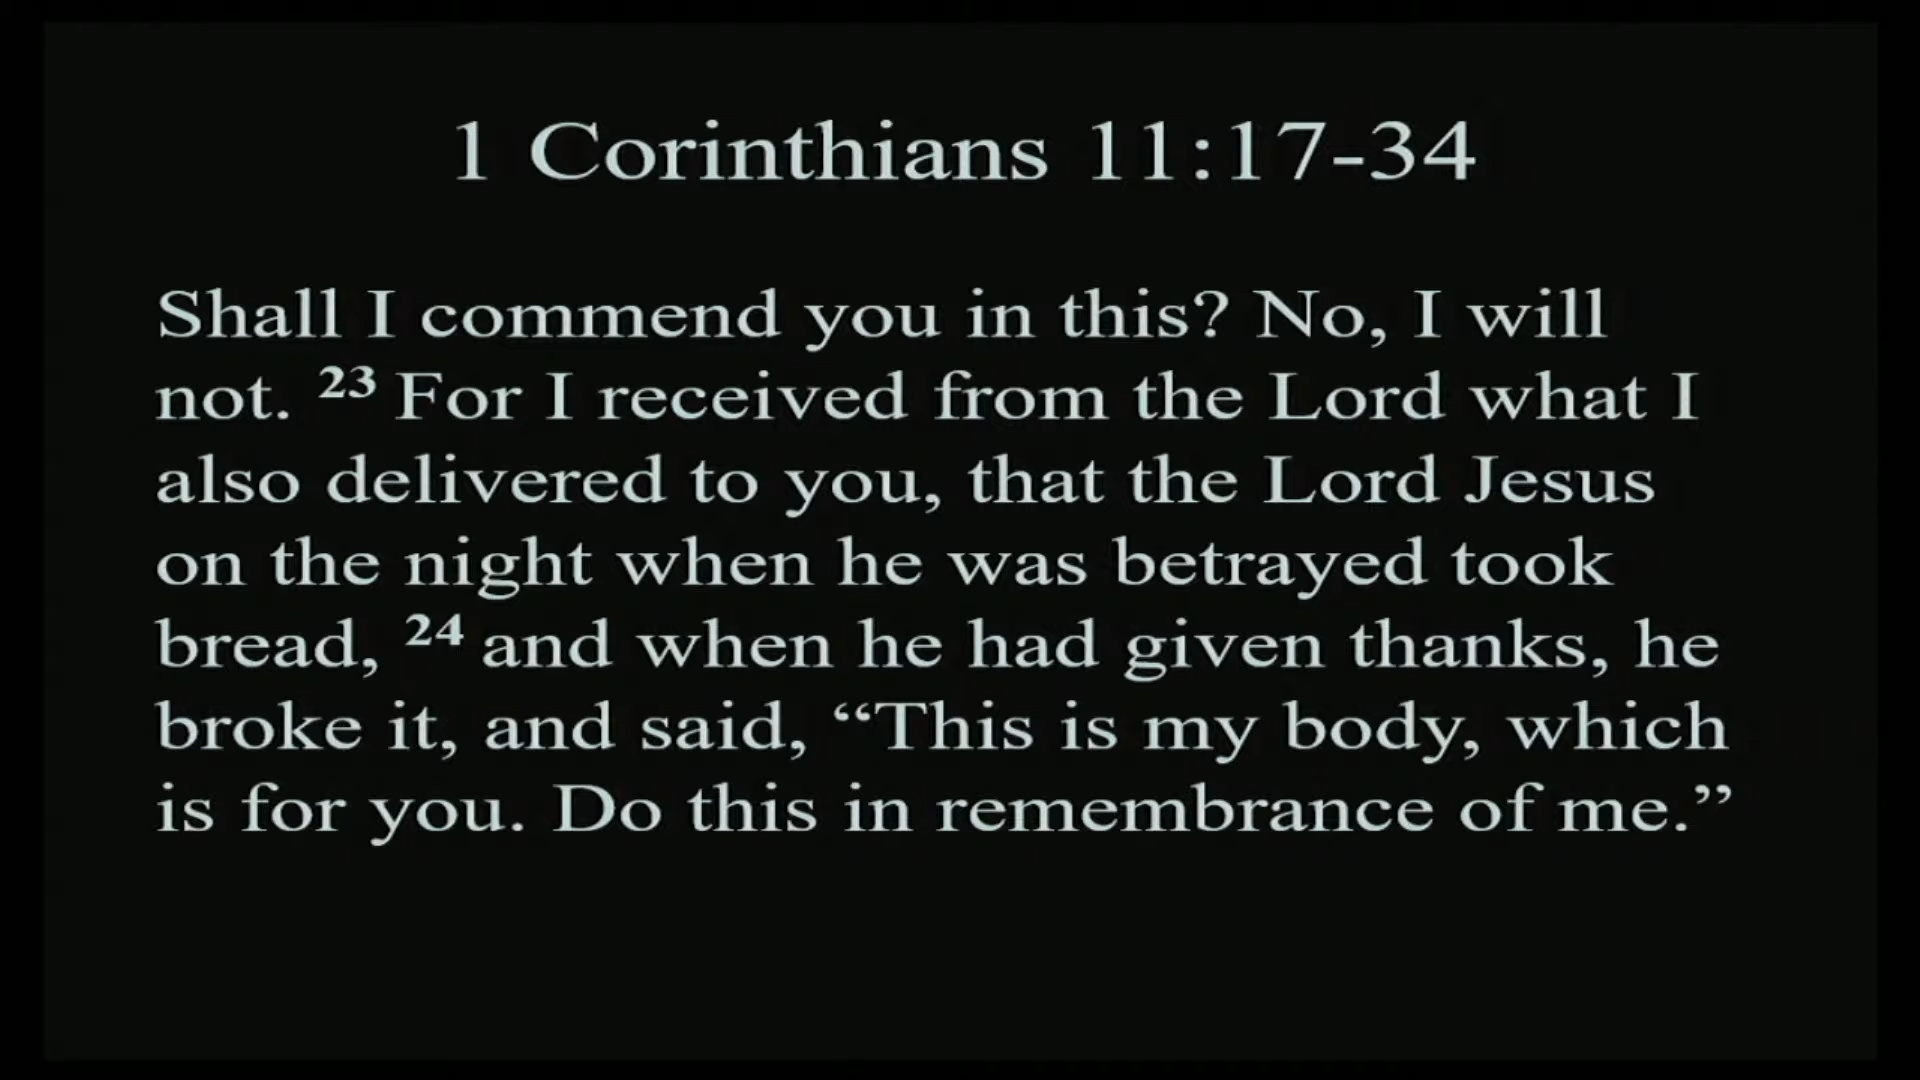 1 Corinthians 11:17-34
Shall I commend you in this? No, I will
not. 23 For I received from the Lord what I
also delivered to you, that the Lord Jesus
on the night when he was betrayed took
bread, 24 and when he had given thanks, he
broke it, and said, “This is my body, which
is for you. Do this in remembrance of me.”